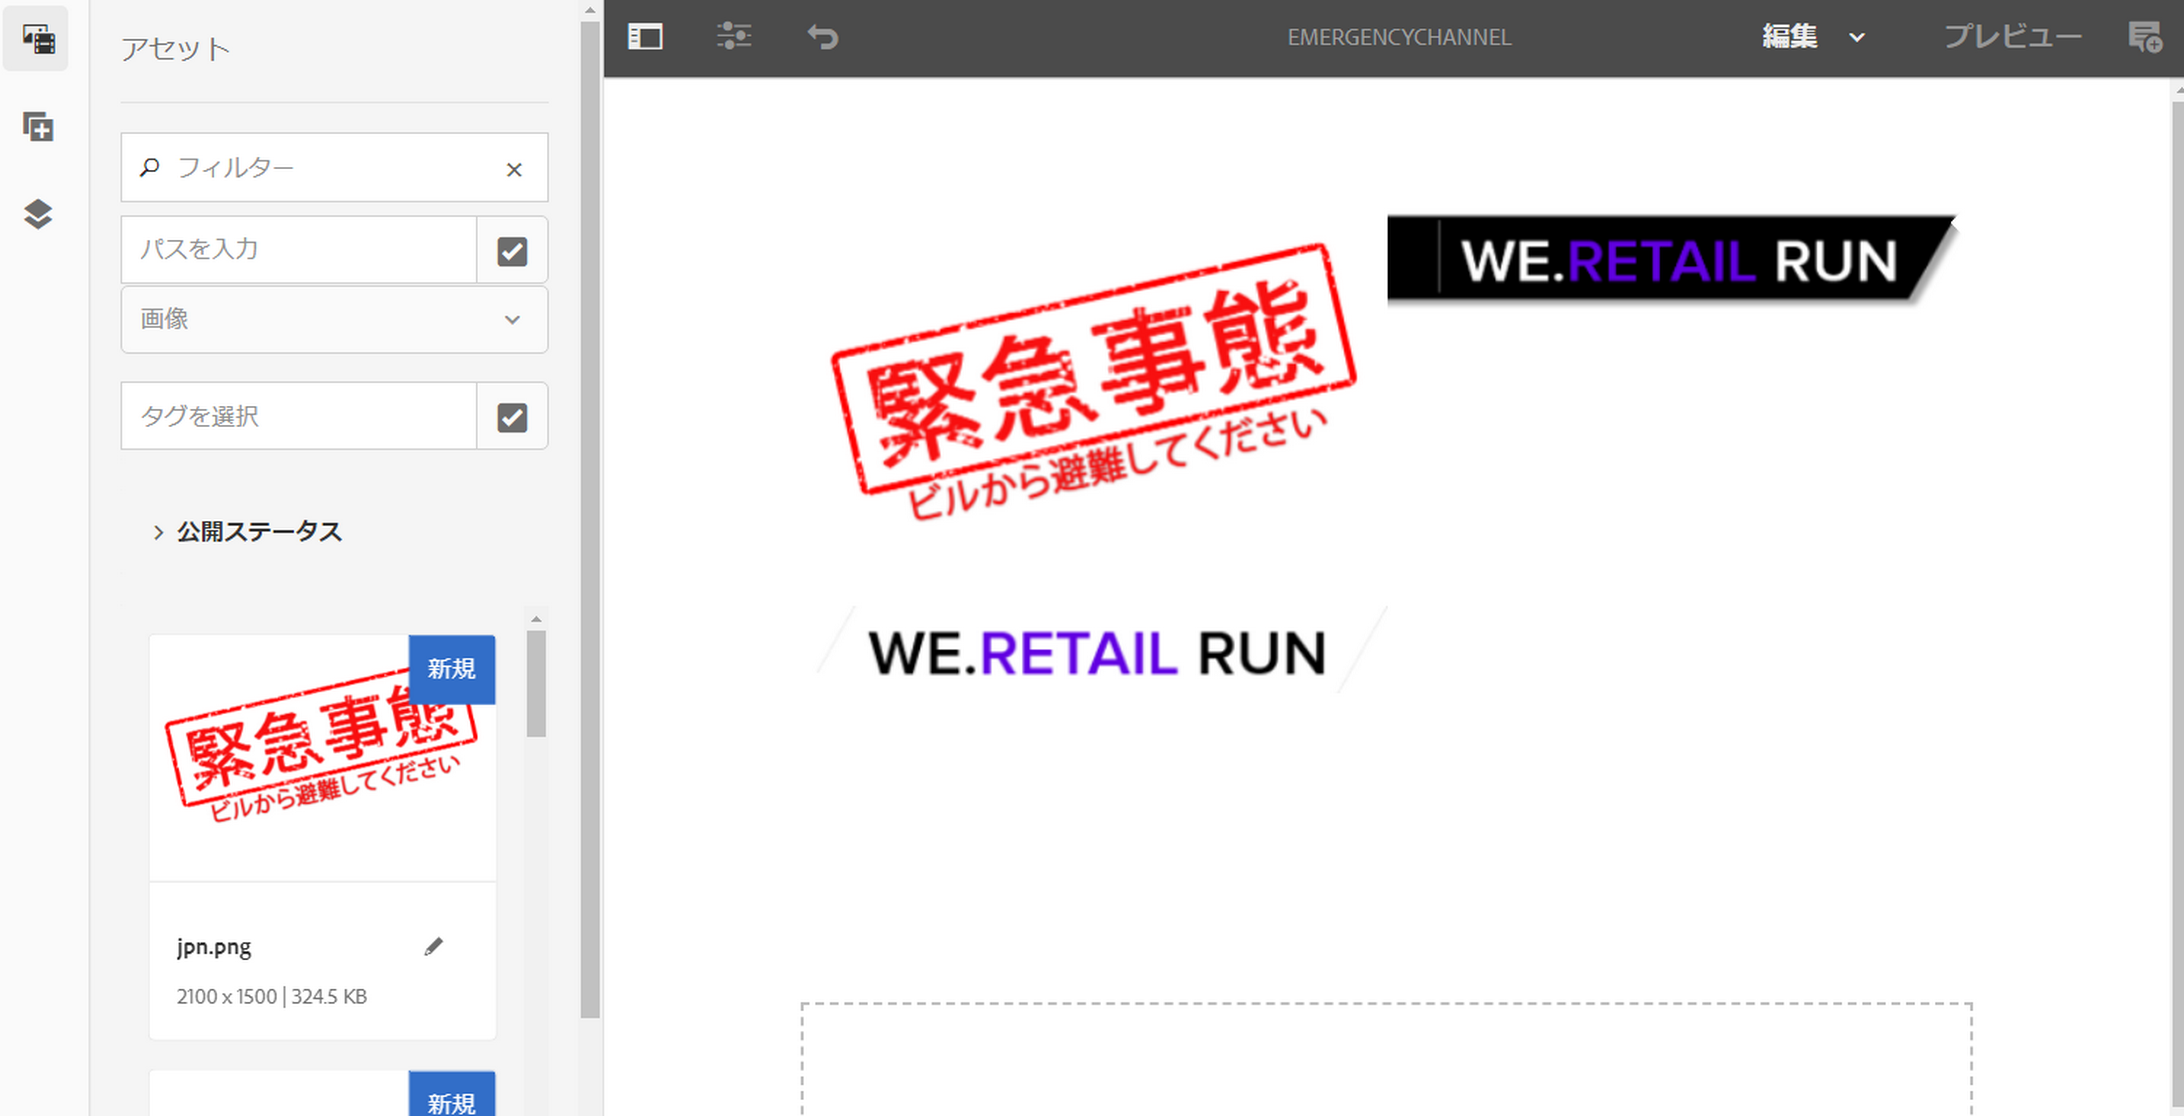 アセット
フィルター
パスを入力
画像
タグを選択
公開ステータス
新規
緊急事態
ビルから避難してください
jpn.png
2100 x 1500 | 324.5 KB
新規
EMERGENCYCHANNEL
編集
プレビュー
緊急事態
ビルから避難してください
WE.RETAIL RUN
WE.RETAIL RUN